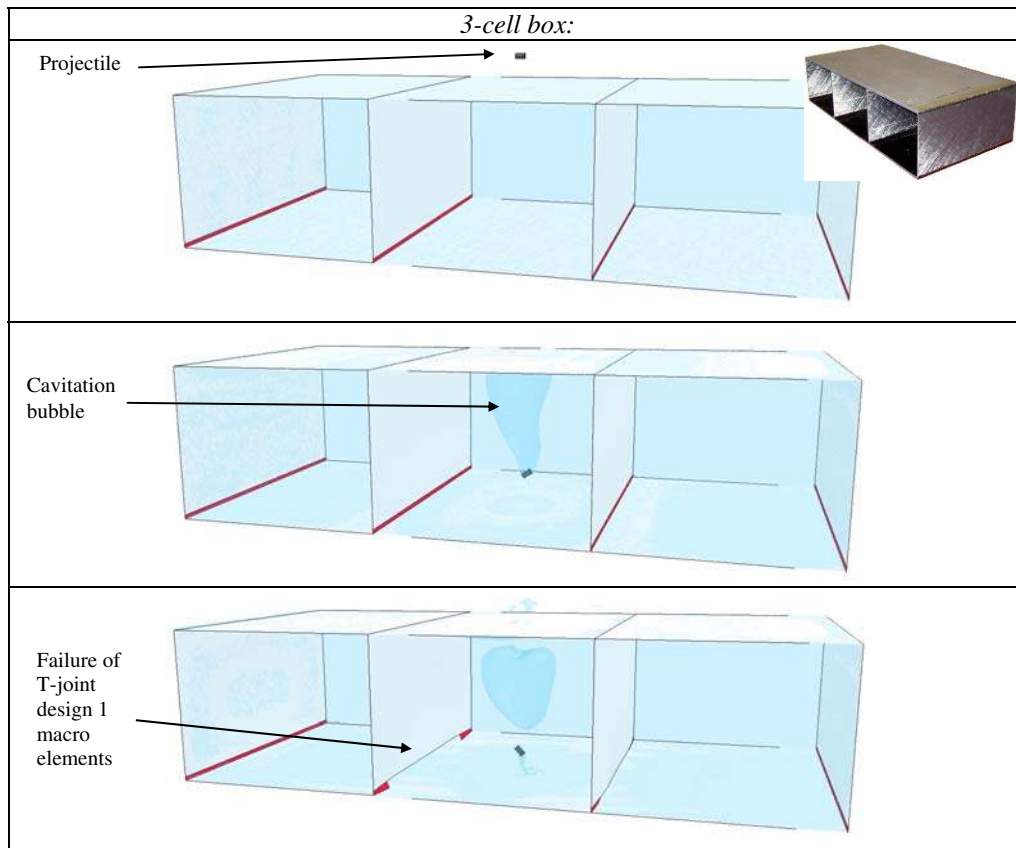 3-cell box:
Projectile
Cavitation
bubble
Failure of
T-joint
design 1
macro
elements